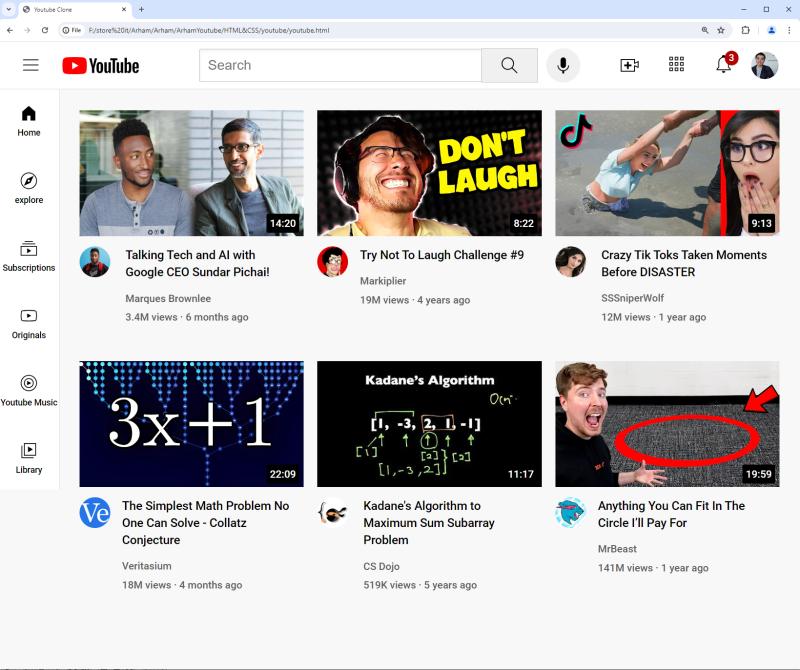 Youtube Clone
File F:/store%20it/Arham/Arham/ArhamYoutube/HTML&CSS/youtube/youtube.html
YouTube
Search
3
Home
explore
Subscriptions
Originals
Youtube Music
Library
14:20
Talking Tech and AI with
Google CEO Sundar Pichai!
Marques Brownlee
3.4M views · 6 months ago
DON'T
LAUGH
8:22
Try Not To Laugh Challenge #9
Markiplier
19M views · 4 years ago
9:13
Crazy Tik Toks Taken Moments
Before DISASTER
SSSniperWolf
12M views · 1 year ago
3x+1
22:09
Ve
The Simplest Math Problem No
One Can Solve - Collatz
Conjecture
Veritasium
18M views · 4 months ago
Kadane's Algorithm
[1, -3, 2, 1, -1]
[1]
[2]
[2]
[1,-3,2]
11:17
Kadane's Algorithm to
Maximum Sum Subarray
Problem
CS Dojo
519K views · 5 years ago
19:59
Anything You Can Fit In The
Circle I'll Pay For
MrBeast
141M views · 1 year ago